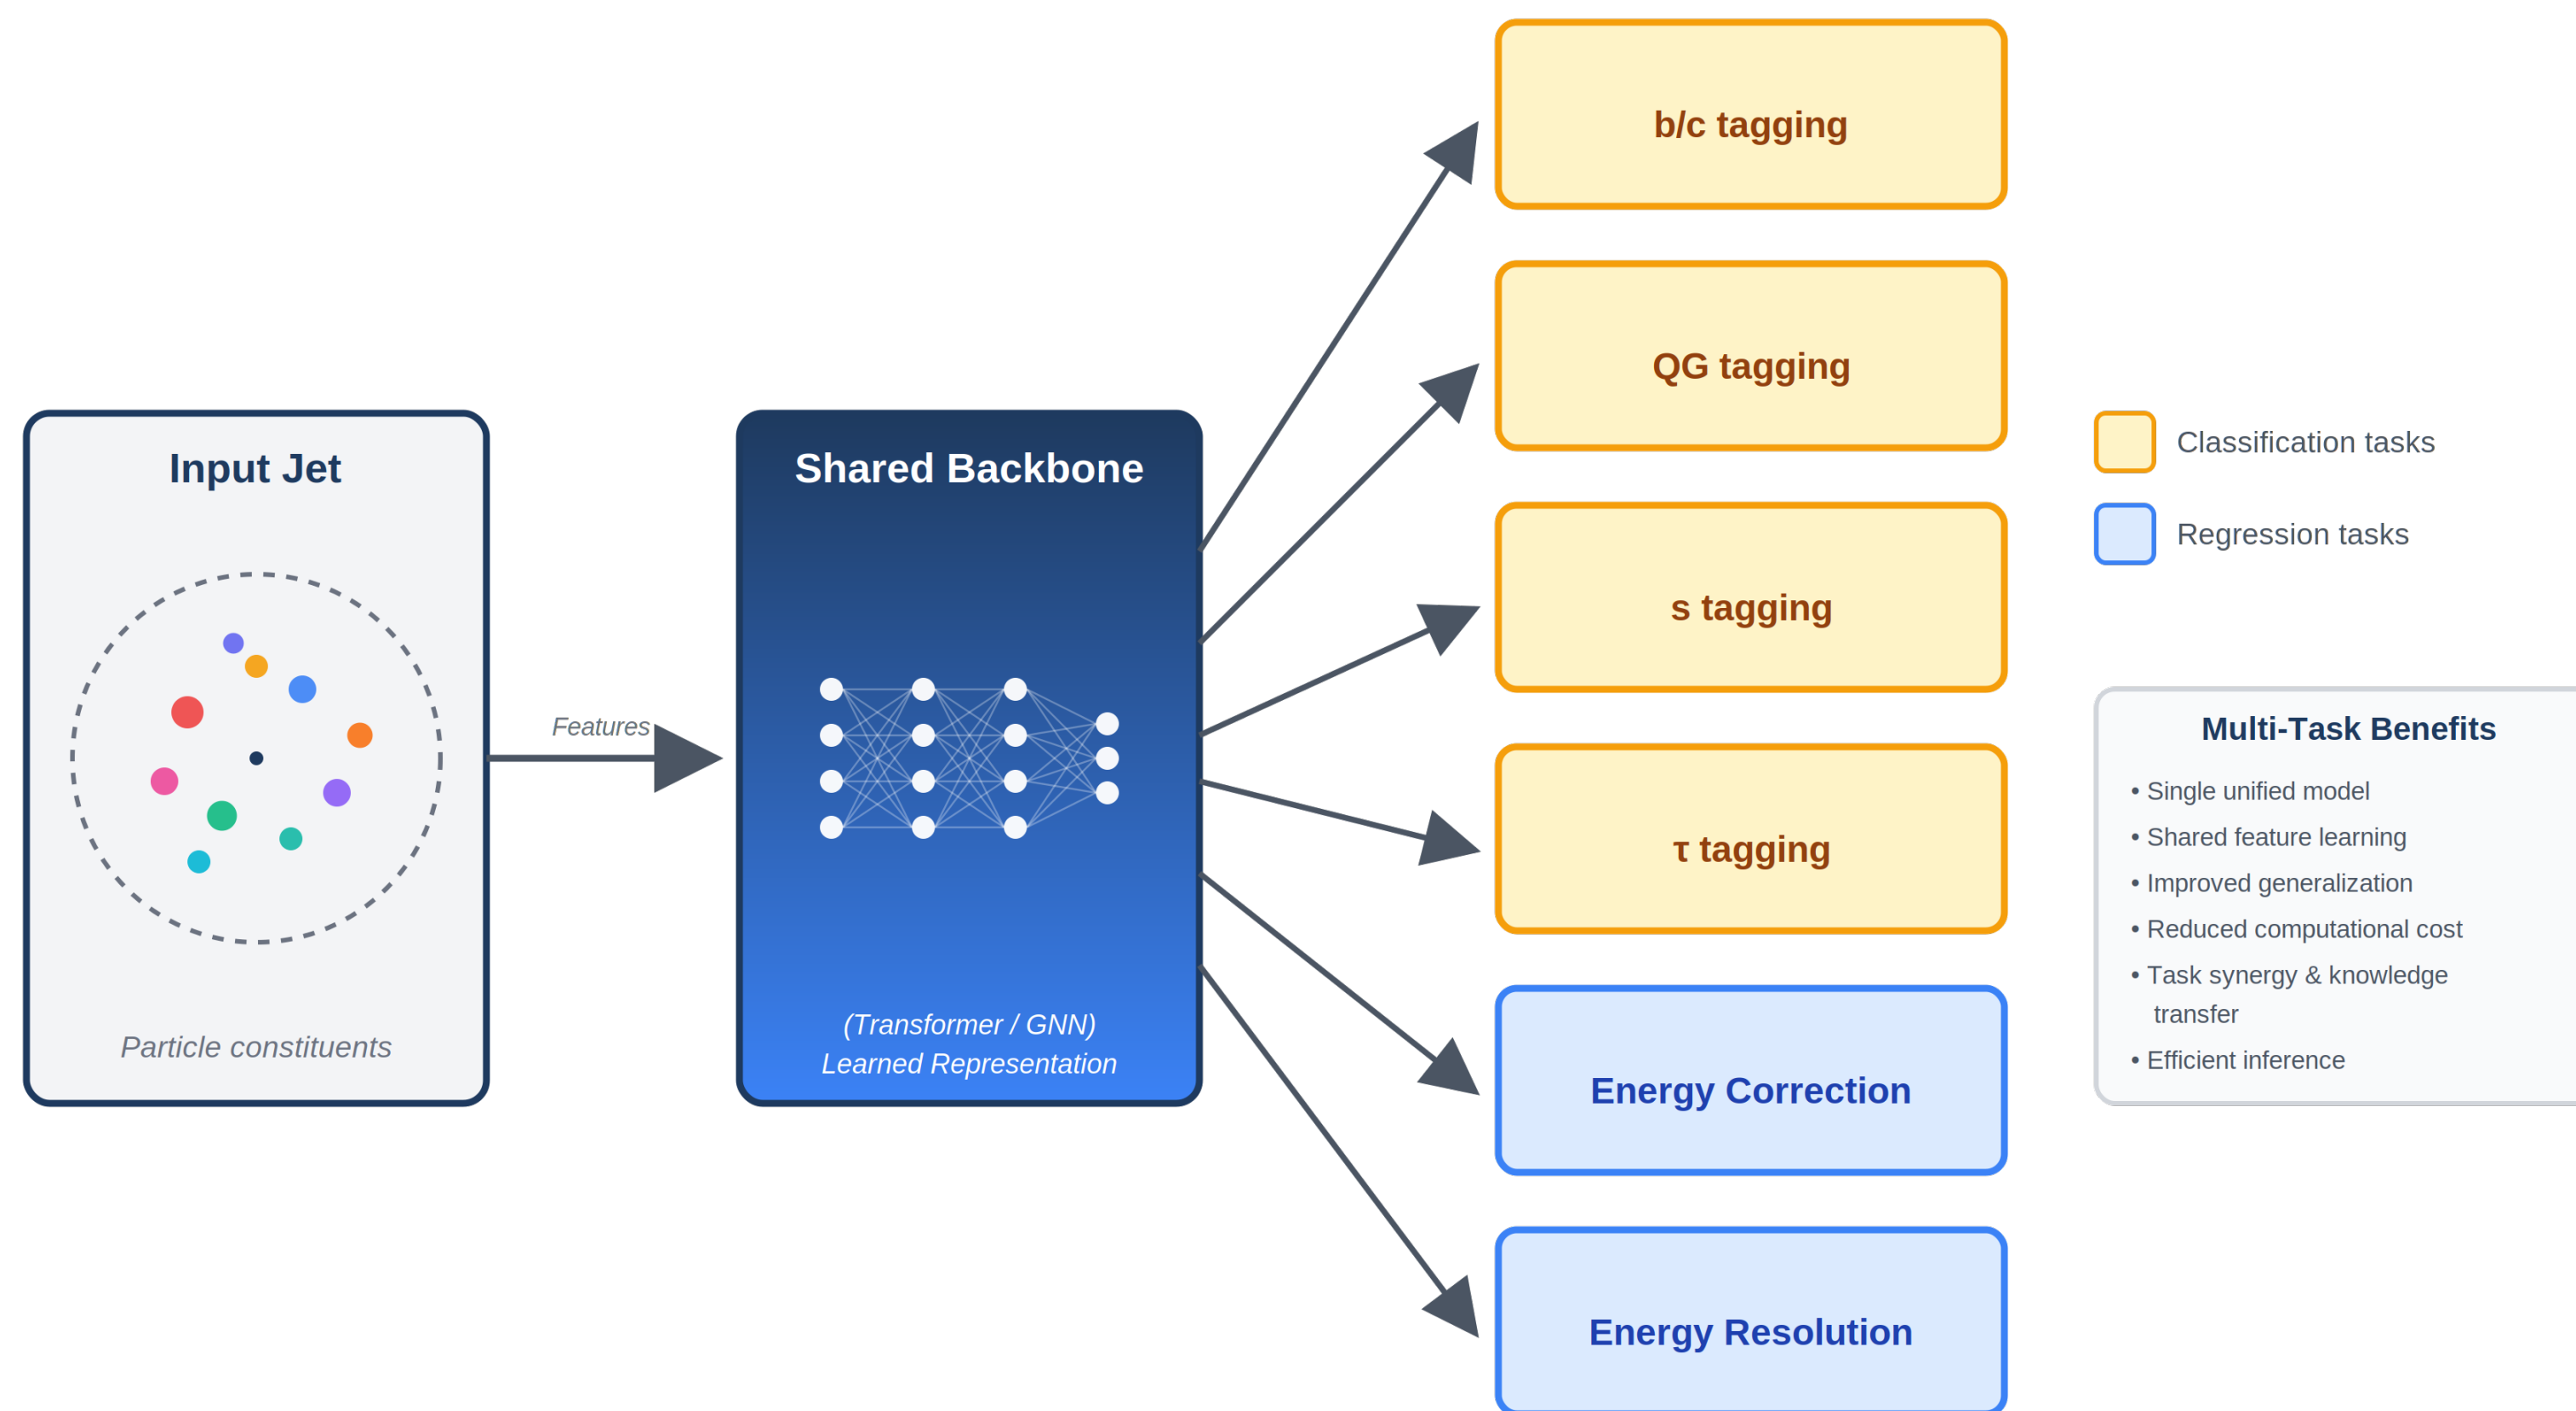 Input Jet
Particle constituents
Features
Shared Backbone
(Transformer / GNN)
Learned Representation
b/c tagging
QG tagging
s tagging
τ tagging
Energy Correction
Energy Resolution
Classification tasks
Regression tasks
Multi-Task Benefits
• Single unified model
• Shared feature learning
• Improved generalization
• Reduced computational cost
• Task synergy & knowledge
transfer
• Efficient inference